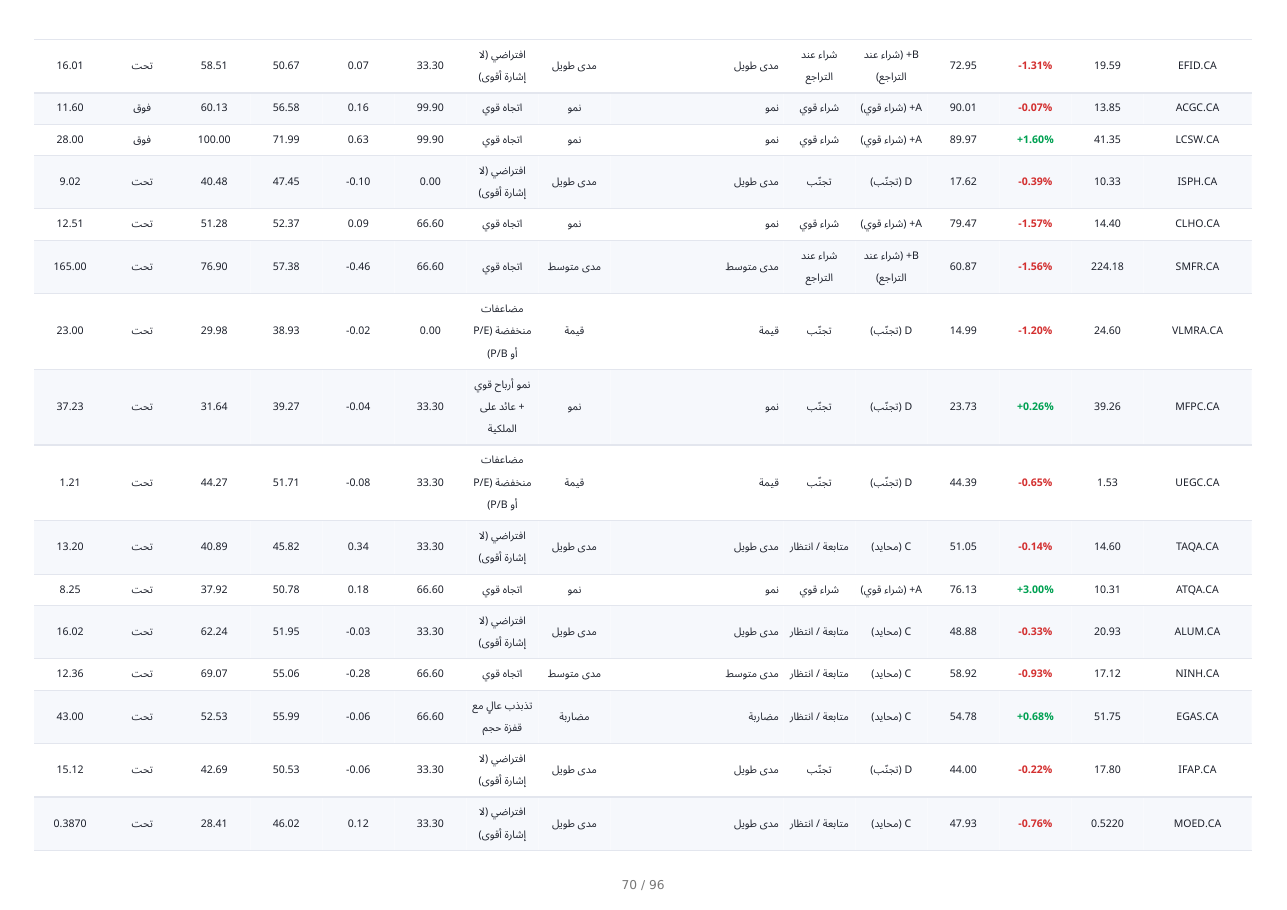 EFID.CA 19.59 -1.31% 72.95 B+ (شراء عند التراجع) شراء عند التراجع مدى طويل مدى طويل افتراضي (لا إشارة أقوى) 33.30 0.07 50.67 58.51 تحت 16.01
ACGC.CA 13.85 -0.07% 90.01 A+ (شراء قوي) شراء قوي نمو نمو اتجاه قوي 99.90 0.16 56.58 60.13 فوق 11.60
LCSW.CA 41.35 +1.60% 89.97 A+ (شراء قوي) شراء قوي نمو نمو اتجاه قوي 99.90 0.63 71.99 100.00 فوق 28.00
ISPH.CA 10.33 -0.39% 17.62 D (تجنّب) تجنّب مدى طويل مدى طويل افتراضي (لا إشارة أقوى) 0.00 -0.10 47.45 40.48 تحت 9.02
CLHO.CA 14.40 -1.57% 79.47 A+ (شراء قوي) شراء قوي نمو نمو اتجاه قوي 66.60 0.09 52.37 51.28 تحت 12.51
SMFR.CA 224.18 -1.56% 60.87 B+ (شراء عند التراجع) شراء عند التراجع مدى متوسط مدى متوسط اتجاه قوي 66.60 -0.46 57.38 76.90 تحت 165.00
VLMRA.CA 24.60 -1.20% 14.99 D (تجنّب) تجنّب قيمة قيمة مضاعفات منخفضة (P/E أو P/B) 0.00 -0.02 38.93 29.98 تحت 23.00
MFPC.CA 39.26 +0.26% 23.73 D (تجنّب) تجنّب نمو نمو نمو أرباح قوي + عائد على الملكية 33.30 -0.04 39.27 31.64 تحت 37.23
UEGC.CA 1.53 -0.65% 44.39 D (تجنّب) تجنّب قيمة قيمة مضاعفات منخفضة (P/E أو P/B) 33.30 -0.08 51.71 44.27 تحت 1.21
TAQA.CA 14.60 -0.14% 51.05 C (محايد) متابعة / انتظار مدى طويل مدى طويل افتراضي (لا إشارة أقوى) 33.30 0.34 45.82 40.89 تحت 13.20
ATQA.CA 10.31 +3.00% 76.13 A+ (شراء قوي) شراء قوي نمو نمو اتجاه قوي 66.60 0.18 50.78 37.92 تحت 8.25
ALUM.CA 20.93 -0.33% 48.88 C (محايد) متابعة / انتظار مدى طويل مدى طويل افتراضي (لا إشارة أقوى) 33.30 -0.03 51.95 62.24 تحت 16.02
NINH.CA 17.12 -0.93% 58.92 C (محايد) متابعة / انتظار مدى متوسط مدى متوسط اتجاه قوي 66.60 -0.28 55.06 69.07 تحت 12.36
EGAS.CA 51.75 +0.68% 54.78 C (محايد) متابعة / انتظار مضاربة مضاربة تذبذب عالٍ مع قفزة حجم 66.60 -0.06 55.99 52.53 تحت 43.00
IFAP.CA 17.80 -0.22% 44.00 D (تجنّب) تجنّب مدى طويل مدى طويل افتراضي (لا إشارة أقوى) 33.30 -0.06 50.53 42.69 تحت 15.12
MOED.CA 0.5220 -0.76% 47.93 C (محايد) متابعة / انتظار مدى طويل مدى طويل افتراضي (لا إشارة أقوى) 33.30 0.12 46.02 28.41 تحت 0.3870
70 / 96